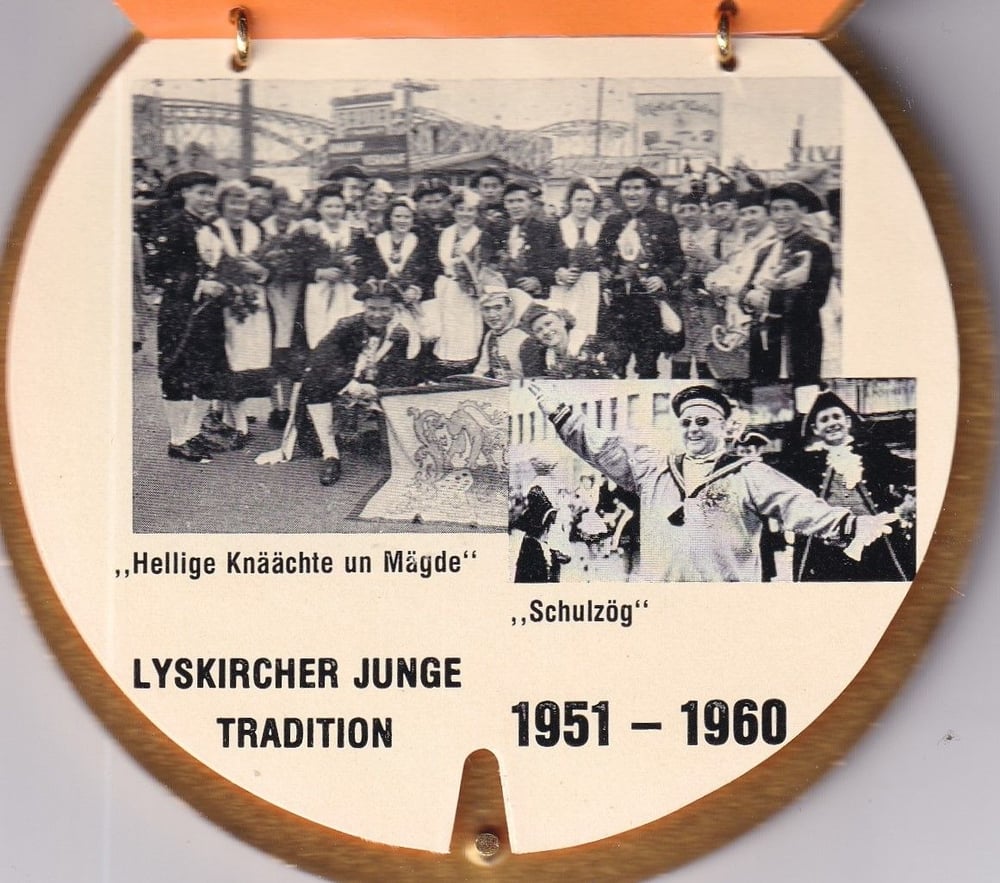 ,,Hellige Knäächte un Mägde“
,,Schulzög“
LYSKIRCHER JUNGE
TRADITION
1951 – 1960